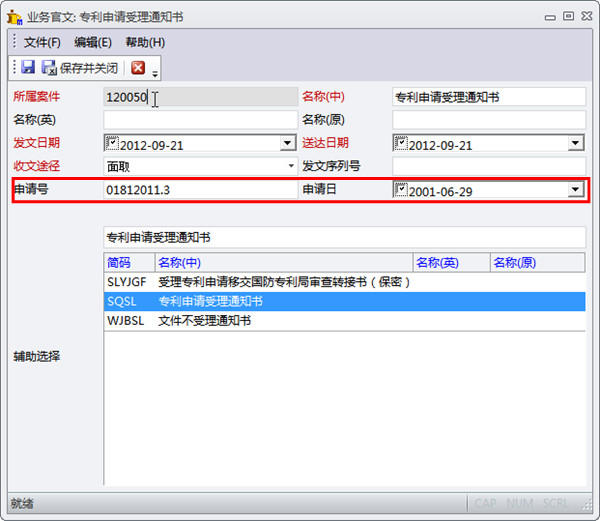 业务官文: 专利申请受理通知书
文件(F) 编辑(E) 帮助(H)
保存并关闭
所属案件 120050 名称(中) 专利申请受理通知书
名称(英) 名称(原)
发文日期 2012-09-21 送达日期 2012-09-21
收文途径 面取 发文序列号
申请号 01812011.3 申请日 2001-06-29
专利申请受理通知书
简码 名称(中) 名称(英) 名称(原)
SLYJGF 受理专利申请移交国防专利局审查转接书（保密）
SQSL 专利申请受理通知书
WJBSL 文件不受理通知书
辅助选择
就绪 CAP NUM SCRL